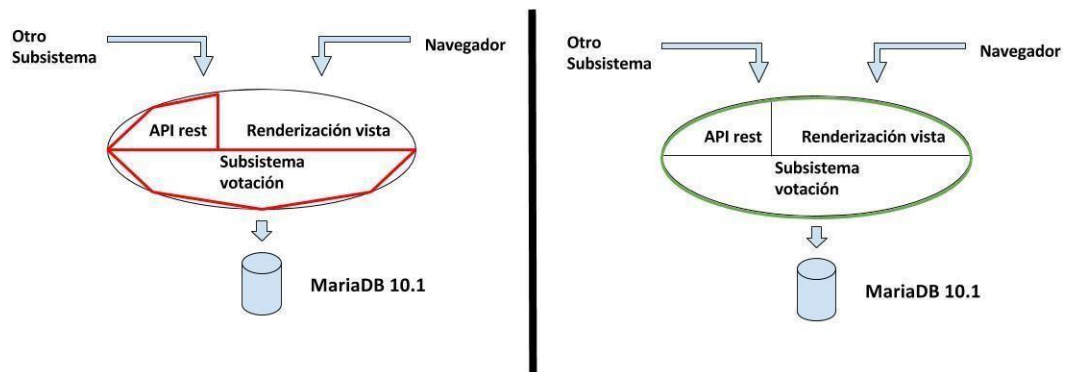 Otro
Subsistema
Navegador
API rest
Renderización vista
Subsistema
votación
MariaDB 10.1
Otro
Subsistema
Navegador
API rest
Renderización vista
Subsistema
votación
MariaDB 10.1